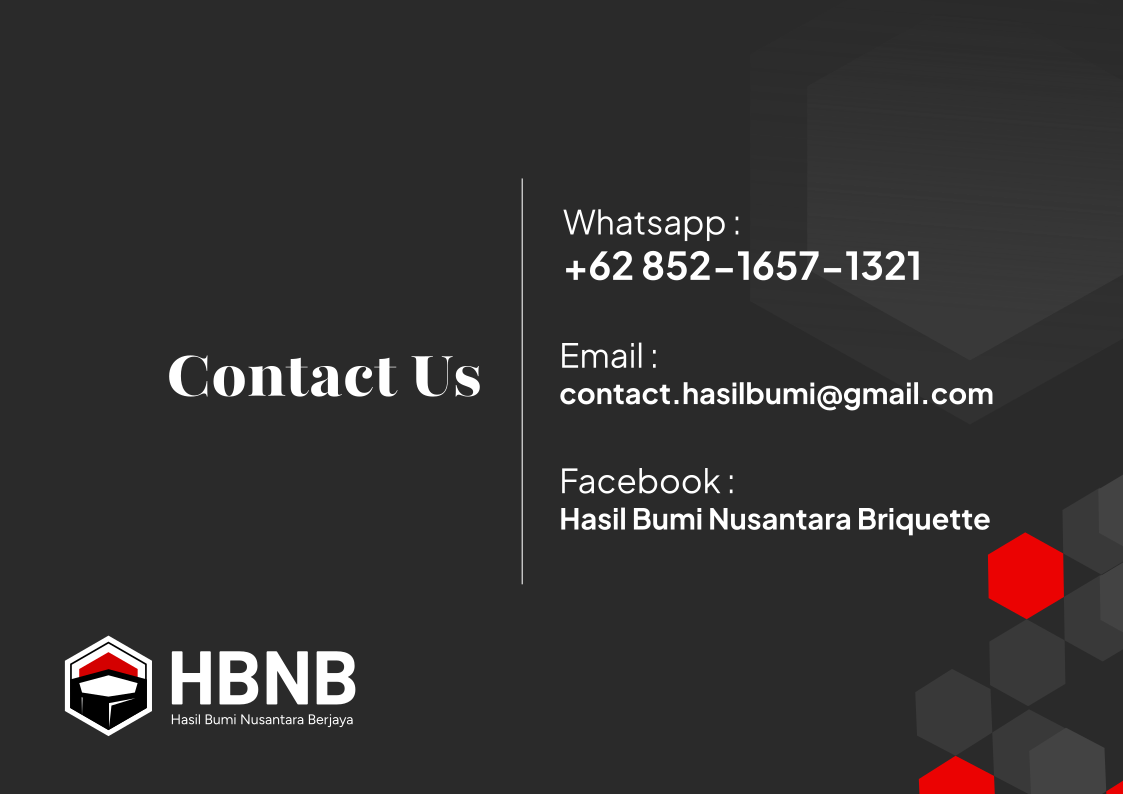 Contact Us
Whatsapp :
+62 852-1657-1321
Email :
contact.hasilbumi@gmail.com
Facebook :
Hasil Bumi Nusantara Briquette
HBNB
Hasil Bumi Nusantara Berjaya